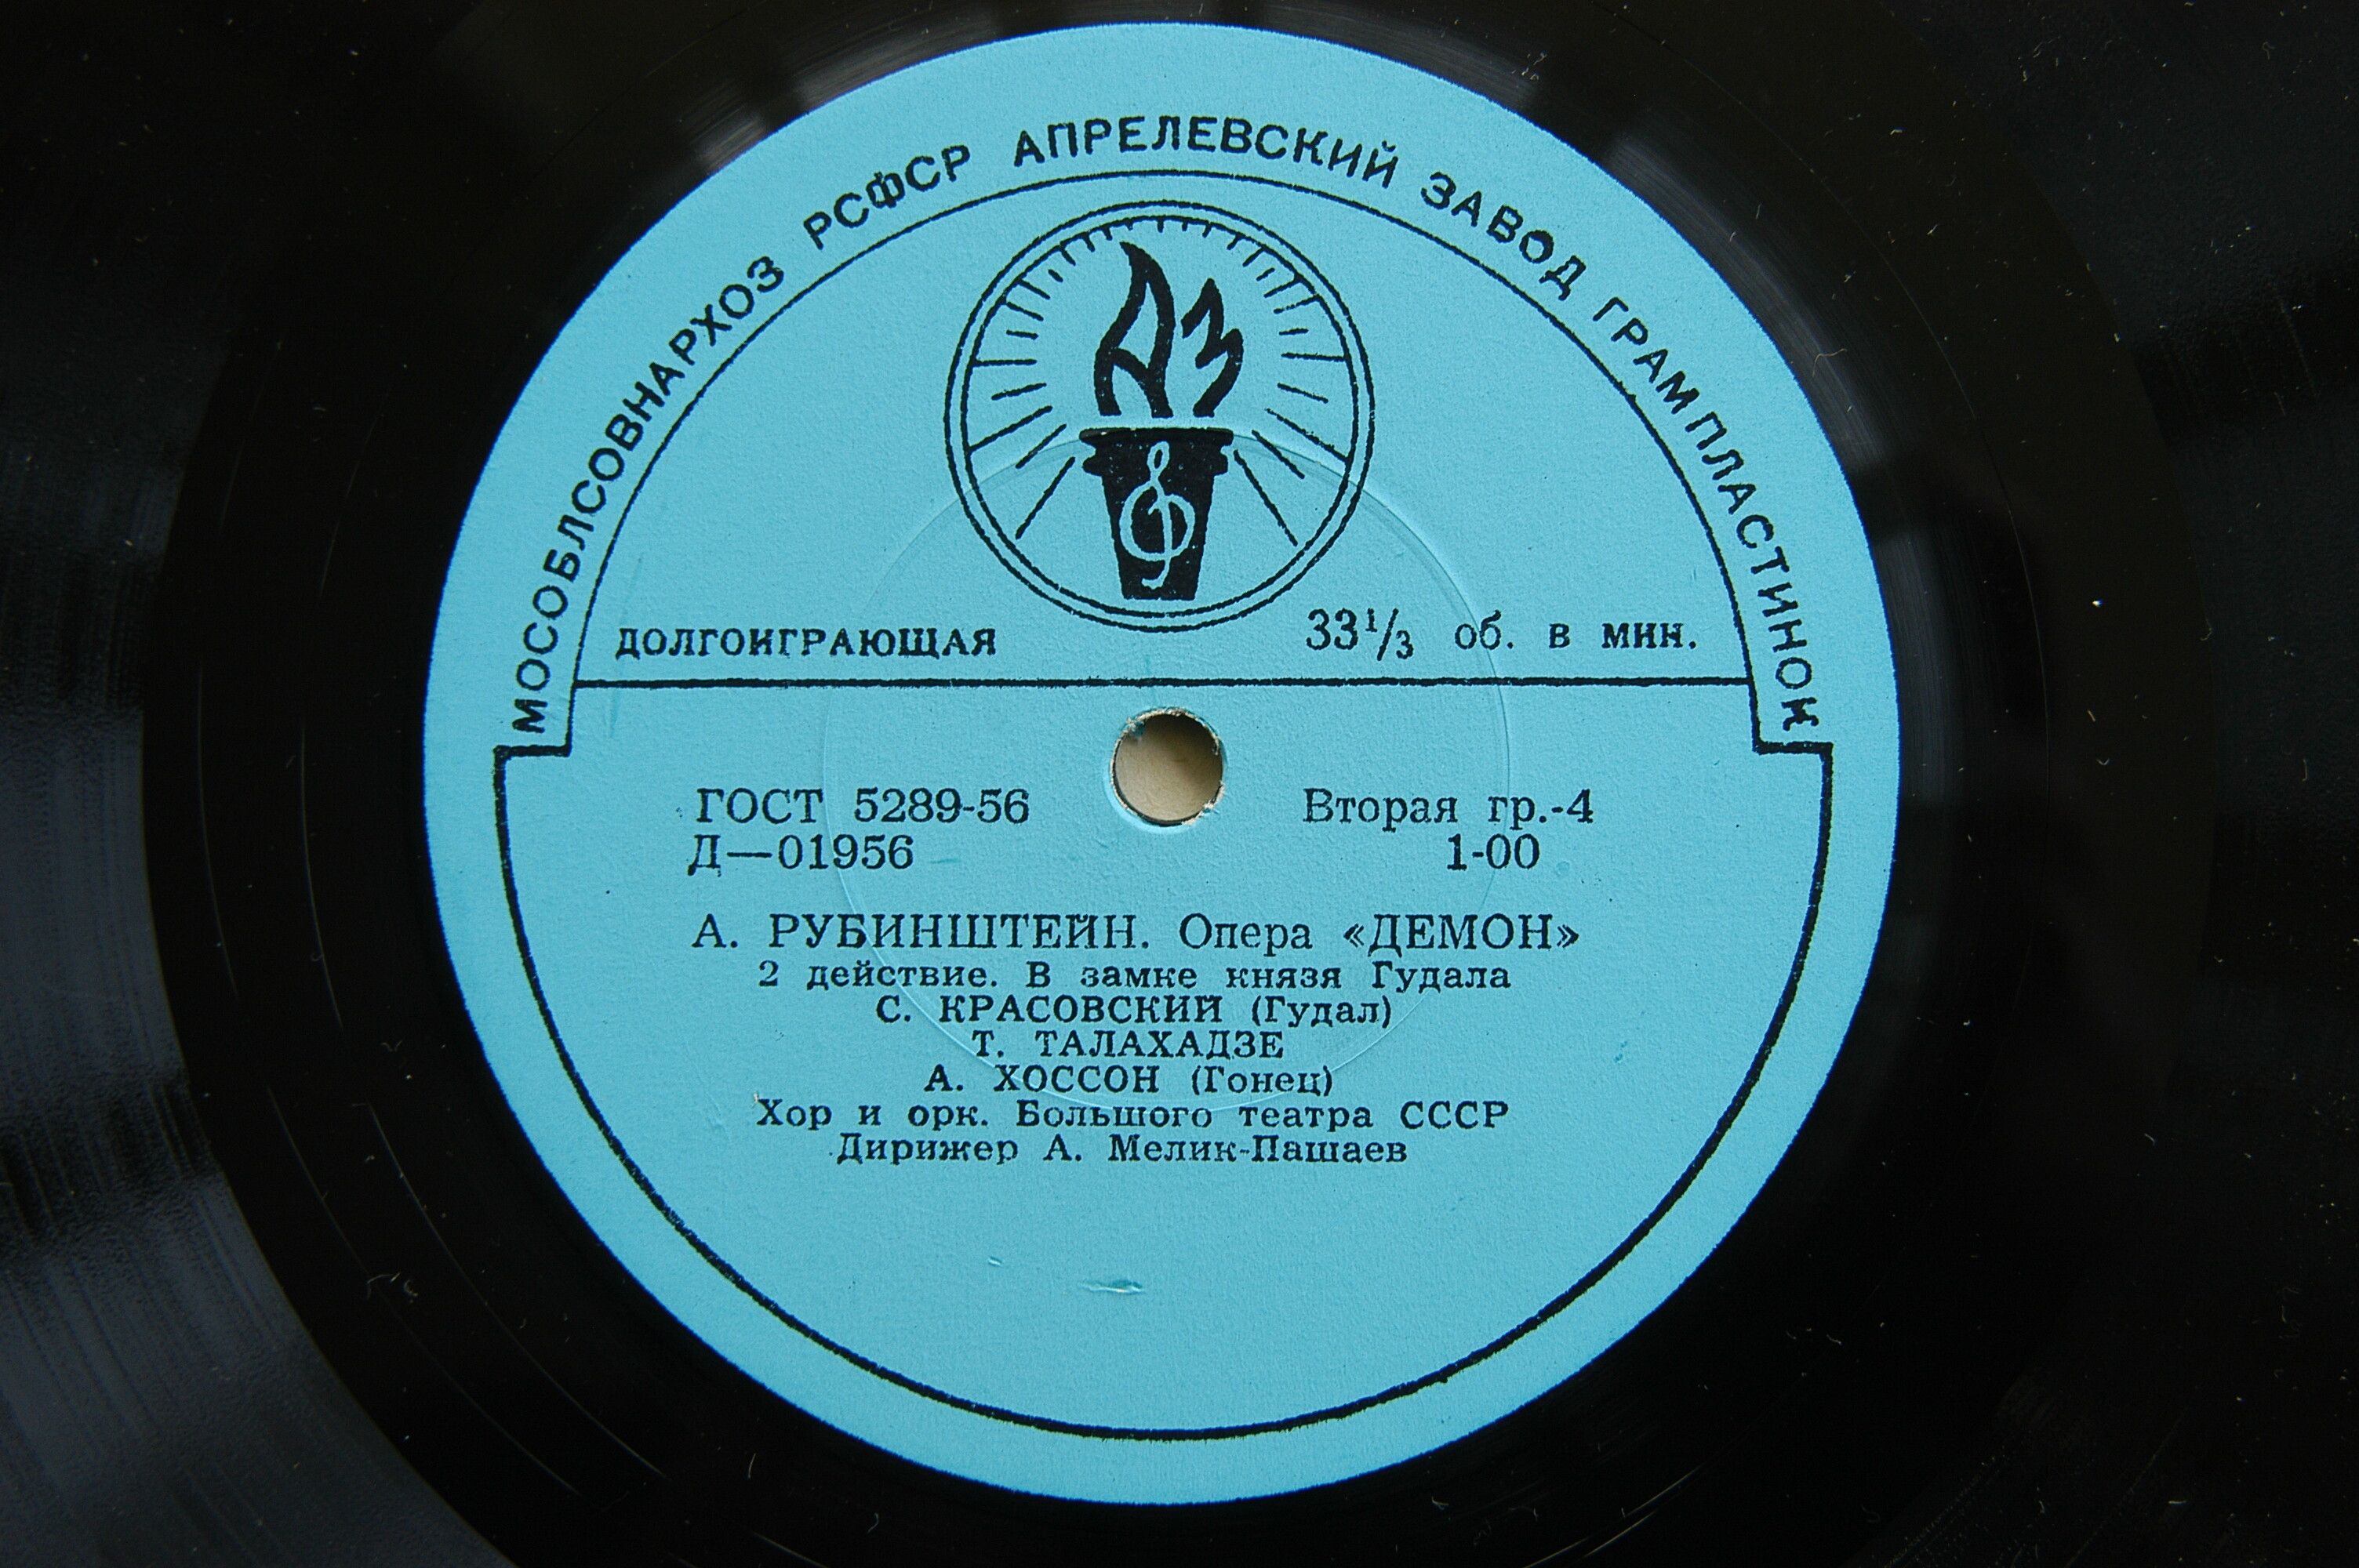 МОСОБЛСОВНАРХОЗ РСФСР АПРЕЛЕВСКИЙ ЗАВОД ГРАМПЛАСТИНОК
АЗ
ДОЛГОИГРАЮЩАЯ 33⅓ об. в мин.
ГОСТ 5289-56 Вторая гр.-4
Д—01956 1-00
А. РУБИНШТЕЙН. Опера «ДЕМОН»
2 действие. В замке князя Гудала
С. КРАСОВСКИЙ (Гудал)
Т. ТАЛАХАДЗЕ
А. ХОССОН (Гонец)
Хор и орк. Большого театра СССР
Дирижер А. Мелик-Пашаев